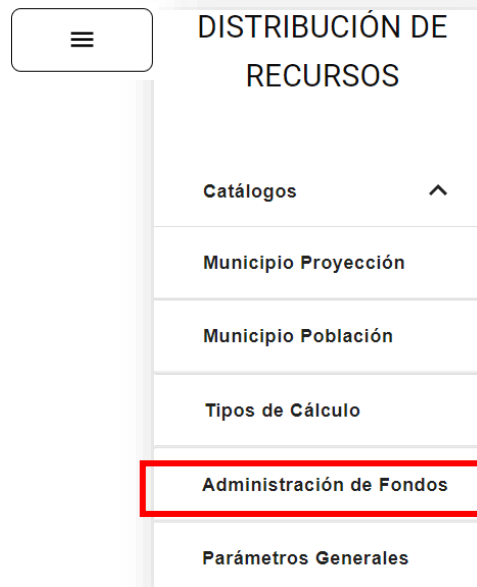 DISTRIBUCIÓN DE
RECURSOS
Catálogos
Municipio Proyección
Municipio Población
Tipos de Cálculo
Administración de Fondos
Parámetros Generales